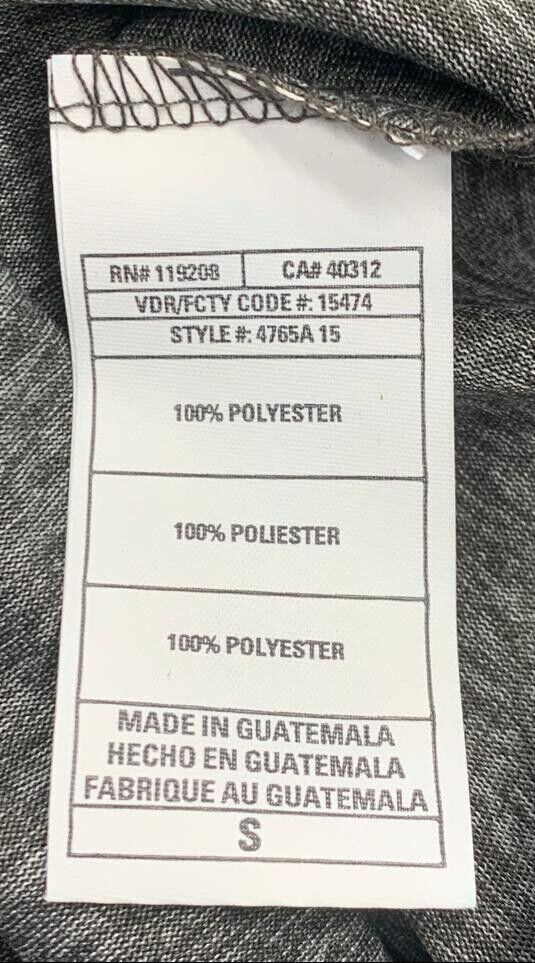 RN# 119208 CA# 40312
VDR/FCTY CODE #: 15474
STYLE #: 4765A 15
100% POLYESTER
100% POLIESTER
100% POLYESTER
MADE IN GUATEMALA
HECHO EN GUATEMALA
FABRIQUE AU GUATEMALA
S